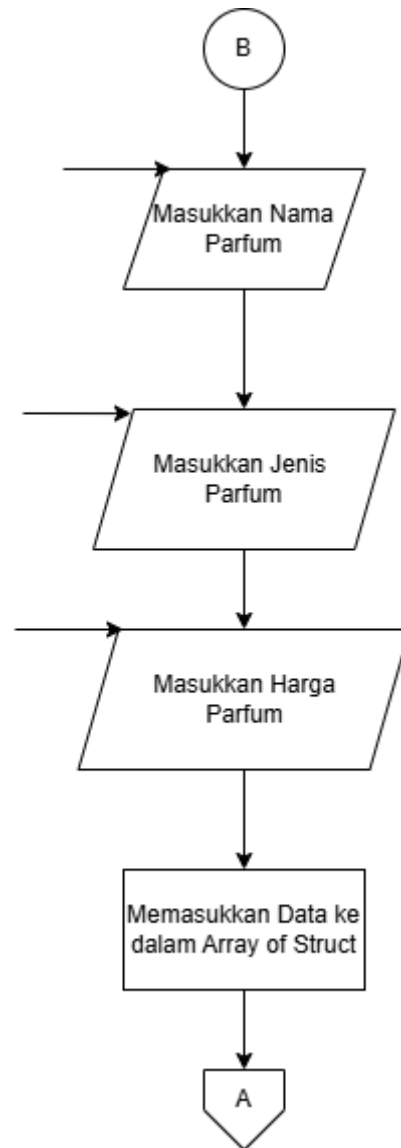 B
Masukkan Nama
Parfum
Masukkan Jenis
Parfum
Masukkan Harga
Parfum
Memasukkan Data ke
dalam Array of Struct
A